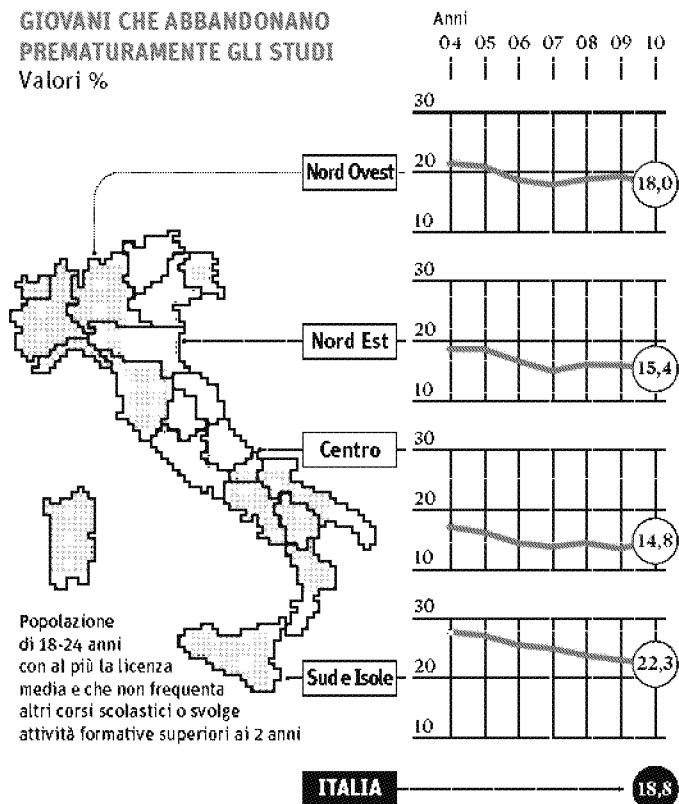 GIOVANI CHE ABBANDONANO
PREMATURAMENTE GLI STUDI
Valori %
Anni
04 05 06 07 08 09 10
30
20
10
Nord Ovest
18,0
30
20
10
Nord Est
15,4
30
20
10
Centro
14,8
30
20
10
Sud e Isole
22,3
Popolazione
di 18-24 anni
con al più la licenza
media e che non frequenta
altri corsi scolastici o svolge
attività formative superiori ai 2 anni
ITALIA
18,8